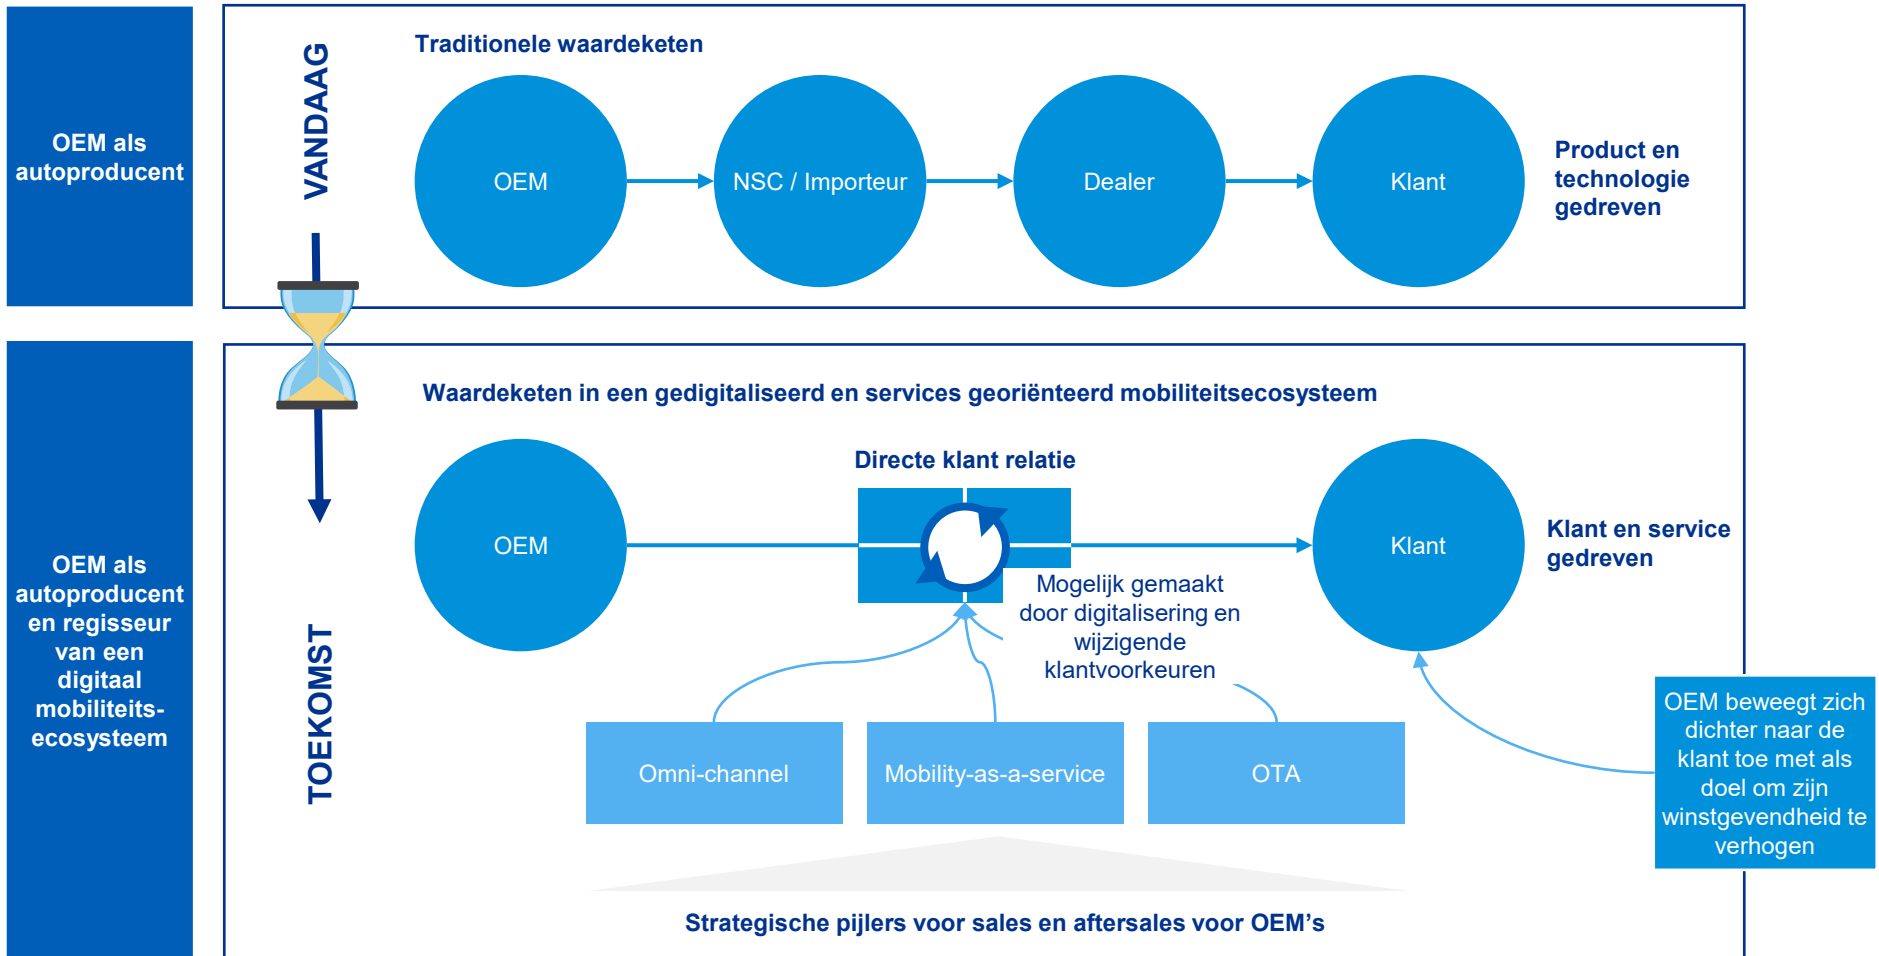 OEM als
autoproducent
VANDAAG
Traditionele waardeketen
OEM
NSC / Importeur
Dealer
Klant
Product en
technologie
gedreven
OEM als
autoproducent
en regisseur
van een
digitaal
mobiliteits-
ecosysteem
TOEKOMST
Waardeketen in een gedigitaliseerd en services georiënteerd mobiliteitsecosysteem
Directe klant relatie
OEM
Klant
Klant en service
gedreven
Mogelijk gemaakt
door digitalisering en
wijzigende
klantvoorkeuren
Omni-channel
Mobility-as-a-service
OTA
OEM beweegt zich
dichter naar de
klant toe met als
doel om zijn
winstgevendheid te
verhogen
Strategische pijlers voor sales en aftersales voor OEM’s